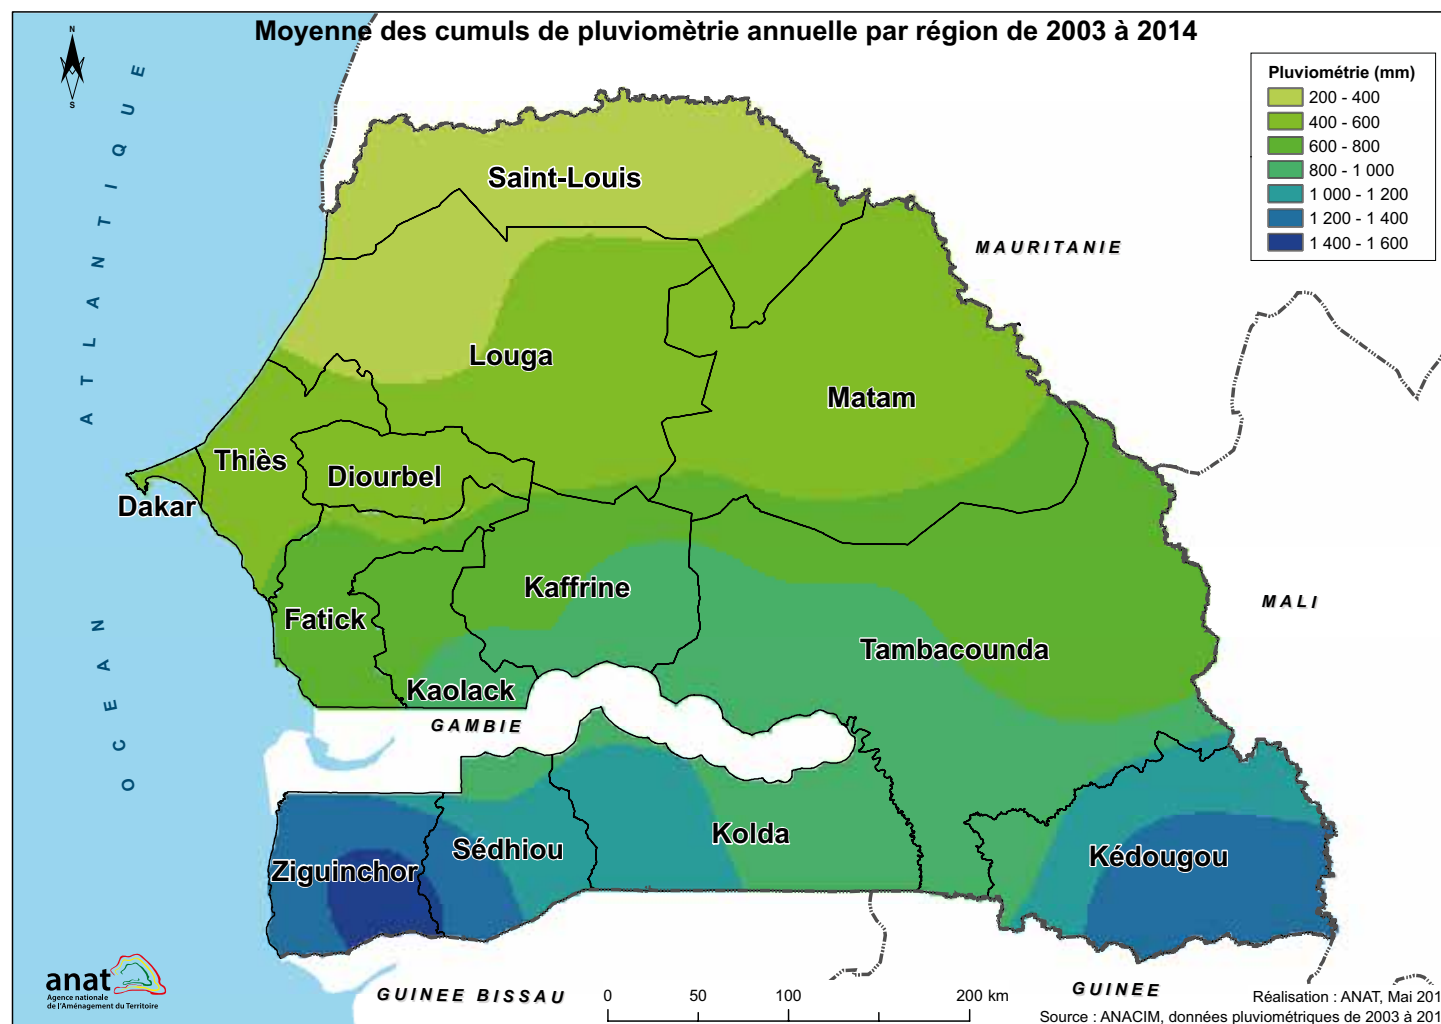 Moyenne des cumuls de pluviomètrie annuelle par région de 2003 à 2014
N
S
Pluviométrie (mm)
200 - 400
400 - 600
600 - 800
800 - 1 000
1 000 - 1 200
1 200 - 1 400
1 400 - 1 600
OCEAN ATLANTIQUE
Saint-Louis
MAURITANIE
Louga
Matam
Thiès
Diourbel
Dakar
Kaffrine
Fatick
MALI
Tambacounda
Kaolack
GAMBIE
Kolda
Sédhiou
Kédougou
Ziguinchor
anat
Agence nationale
de l'Aménagement du Territoire
GUINEE BISSAU
GUINEE
0 50 100 200 km
Réalisation : ANAT, Mai 201
Source : ANACIM, données pluviométriques de 2003 à 201